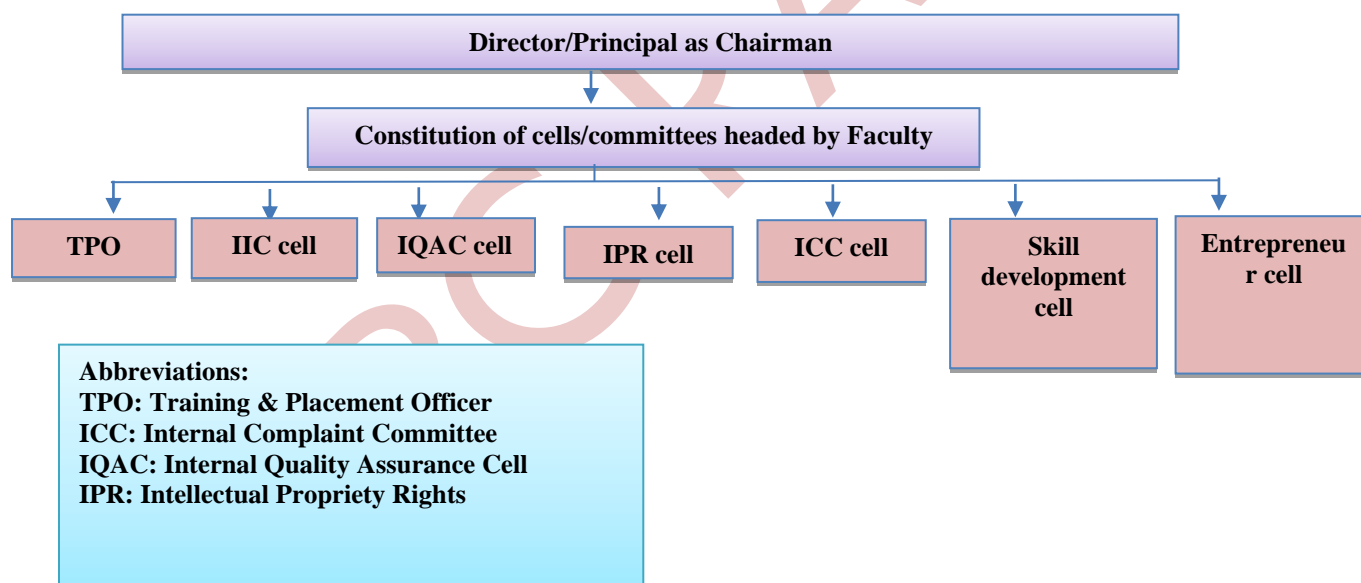 Director/Principal as Chairman
Constitution of cells/committees headed by Faculty
TPO
IIC cell
IQAC cell
IPR cell
ICC cell
Skill
development
cell
Entrepreneu
r cell
Abbreviations:
TPO: Training & Placement Officer
ICC: Internal Complaint Committee
IQAC: Internal Quality Assurance Cell
IPR: Intellectual Propriety Rights